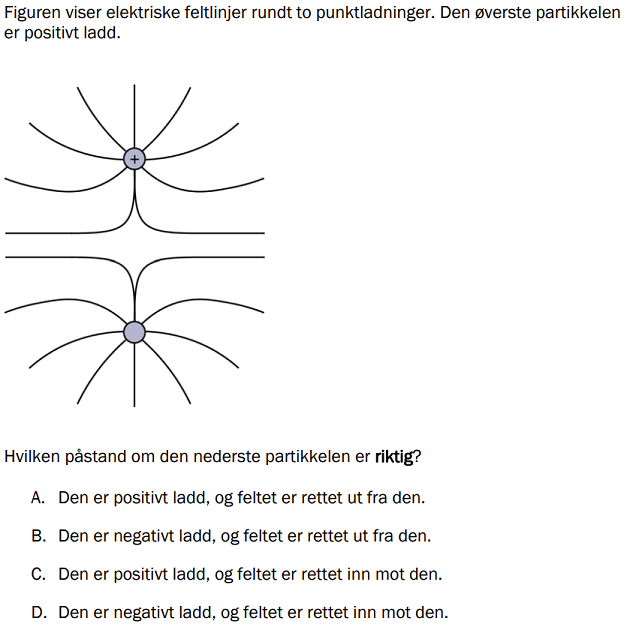 Figuren viser elektriske feltlinjer rundt to punktladninger. Den øverste partikkelen
er positivt ladd.
+
Hvilken påstand om den nederste partikkelen er riktig?
A. Den er positivt ladd, og feltet er rettet ut fra den.
B. Den er negativt ladd, og feltet er rettet ut fra den.
C. Den er positivt ladd, og feltet er rettet inn mot den.
D. Den er negativt ladd, og feltet er rettet inn mot den.